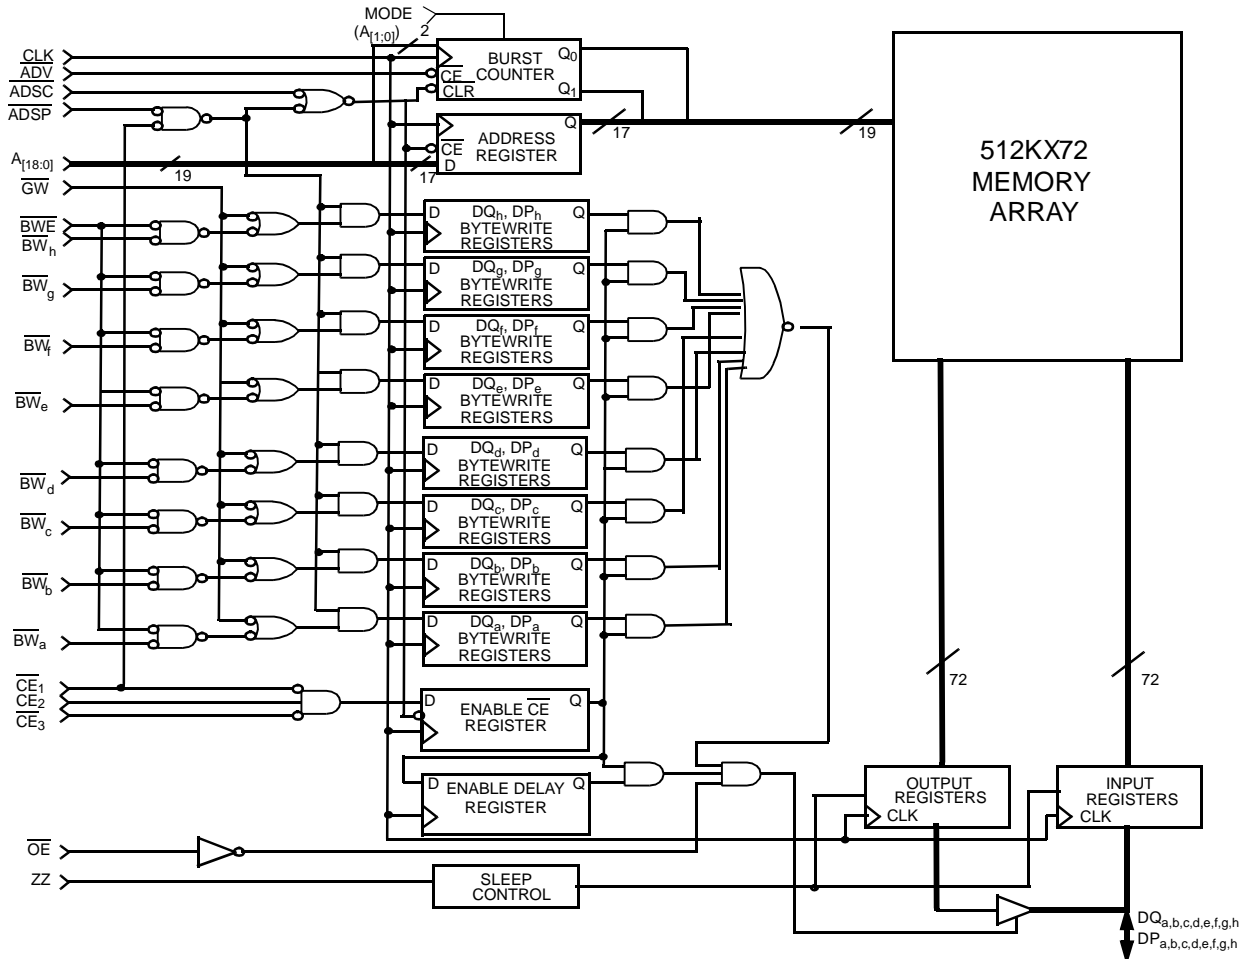 MODE
(A[1;0]) 2
CLK
ADV
ADSC
ADSP
BURST COUNTER
CE
CLR
Q0
Q1
ADDRESS REGISTER
CE
D
Q
17
19
A[18:0]
19
17
GW
BWE
BWh
BWg
BWf
BWe
BWd
BWc
BWb
BWa
D DQh, DPh Q
BYTEWRITE
REGISTERS
D DQg, DPg Q
BYTEWRITE
REGISTERS
D DQf, DPf Q
BYTEWRITE
REGISTERS
D DQe, DPe Q
BYTEWRITE
REGISTERS
D DQd, DPd Q
BYTEWRITE
REGISTERS
D DQc, DPc Q
BYTEWRITE
REGISTERS
D DQb, DPb Q
BYTEWRITE
REGISTERS
D DQa, DPa Q
BYTEWRITE
REGISTERS
512KX72
MEMORY
ARRAY
72
72
CE1
CE2
CE3
D ENABLE CE Q
REGISTER
D ENABLE DELAY Q
REGISTER
OUTPUT
REGISTERS
CLK
INPUT
REGISTERS
CLK
OE
ZZ
SLEEP
CONTROL
DQa,b,c,d,e,f,g,h
DPa,b,c,d,e,f,g,h